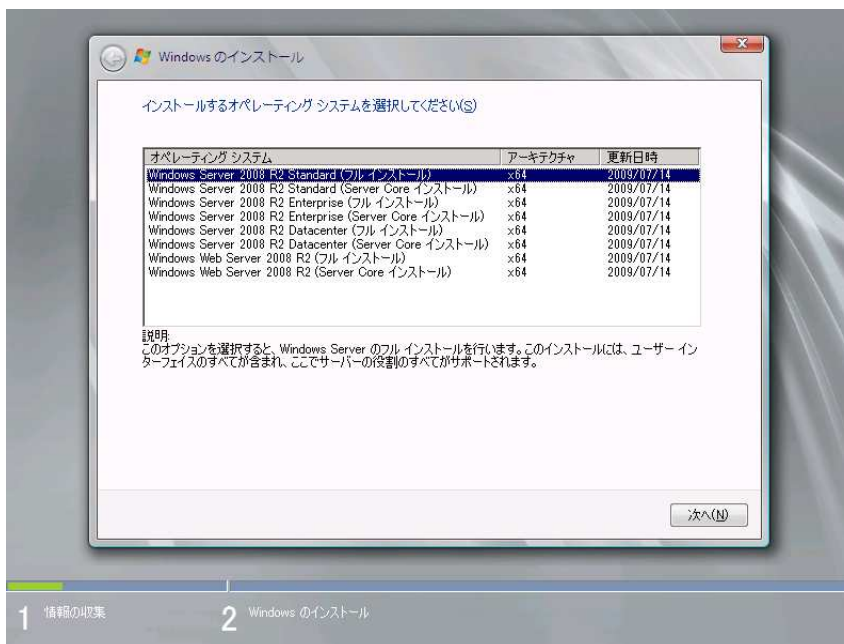 Windows のインストール
インストールするオペレーティング システムを選択してください(S)
オペレーティング システム アーキテクチャ 更新日時
Windows Server 2008 R2 Standard (フル インストール) x64 2009/07/14
Windows Server 2008 R2 Standard (Server Core インストール) x64 2009/07/14
Windows Server 2008 R2 Enterprise (フル インストール) x64 2009/07/14
Windows Server 2008 R2 Enterprise (Server Core インストール) x64 2009/07/14
Windows Server 2008 R2 Datacenter (フル インストール) x64 2009/07/14
Windows Server 2008 R2 Datacenter (Server Core インストール) x64 2009/07/14
Windows Web Server 2008 R2 (フル インストール) x64 2009/07/14
Windows Web Server 2008 R2 (Server Core インストール) x64 2009/07/14
説明:
このオプションを選択すると、Windows Server のフル インストールを行います。このインストールには、ユーザー イン
ターフェイスのすべてが含まれ、ここでサーバーの役割のすべてがサポートされます。
次へ(N)
1 情報の収集 2 Windows のインストール